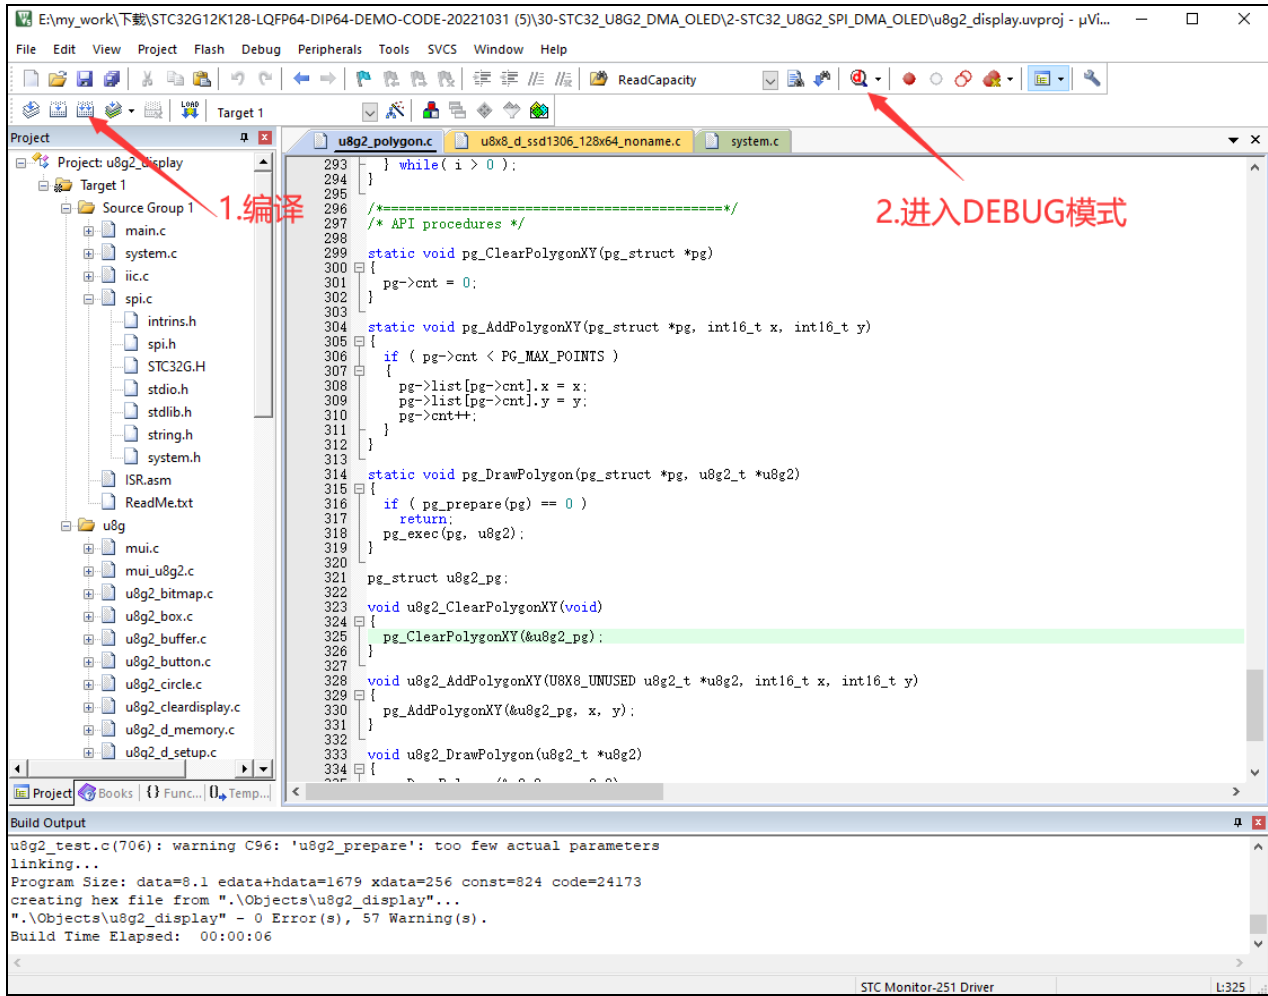 E:\my_work\下载\STC32G12K128-LQFP64-DIP64-DEMO-CODE-20221031 (5)\30-STC32_U8G2_DMA_OLED\2-STC32_U8G2_SPI_DMA_OLED\u8g2_display.uvproj - µVi...
File Edit View Project Flash Debug Peripherals Tools SVCS Window Help
ReadCapacity
LOAD Target 1
Project
u8g2_polygon.c u8x8_d_ssd1306_128x64_noname.c system.c
Project: u8g2_display
Target 1
Source Group 1
main.c
system.c
iic.c
spi.c
intrins.h
spi.h
STC32G.H
stdio.h
stdlib.h
string.h
system.h
ISR.asm
ReadMe.txt
u8g
mui.c
mui_u8g2.c
u8g2_bitmap.c
u8g2_box.c
u8g2_buffer.c
u8g2_button.c
u8g2_circle.c
u8g2_cleardisplay.c
u8g2_d_memory.c
u8g2_d_setup.c
Project Books {} Func... Temp...
1.编译
2.进入DEBUG模式
293 } while( i > 0 );
294 }
295
296 /*===========================================*/
297 /* API procedures */
298
299 static void pg_ClearPolygonXY(pg_struct *pg)
300 {
301 pg->cnt = 0;
302 }
303
304 static void pg_AddPolygonXY(pg_struct *pg, int16_t x, int16_t y)
305 {
306 if ( pg->cnt < PG_MAX_POINTS )
307 {
308 pg->list[pg->cnt].x = x;
309 pg->list[pg->cnt].y = y;
310 pg->cnt++;
311 }
312 }
313
314 static void pg_DrawPolygon(pg_struct *pg, u8g2_t *u8g2)
315 {
316 if ( pg_prepare(pg) == 0 )
317 return;
318 pg_exec(pg, u8g2);
319 }
320
321 pg_struct u8g2_pg;
322
323 void u8g2_ClearPolygonXY(void)
324 {
325 pg_ClearPolygonXY(&u8g2_pg);
326 }
327
328 void u8g2_AddPolygonXY(U8X8_UNUSED u8g2_t *u8g2, int16_t x, int16_t y)
329 {
330 pg_AddPolygonXY(&u8g2_pg, x, y);
331 }
332
333 void u8g2_DrawPolygon(u8g2_t *u8g2)
334 {
Build Output
u8g2_test.c(706): warning C96: 'u8g2_prepare': too few actual parameters
linking...
Program Size: data=8.1 edata+hdata=1679 xdata=256 const=824 code=24173
creating hex file from ".\Objects\u8g2_display"...
".\Objects\u8g2_display" - 0 Error(s), 57 Warning(s).
Build Time Elapsed:  00:00:06
STC Monitor-251 Driver L:325